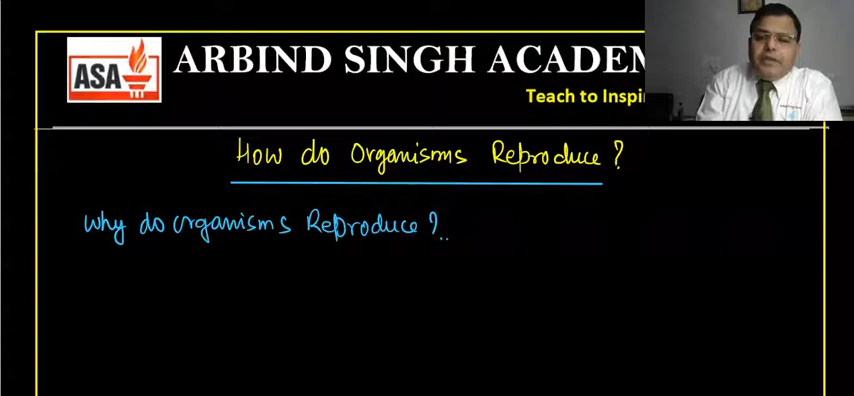 ASA
ARBIND SINGH ACADEM
Teach to Inspi
How do Organisms Reproduce?
Why do organisms Reproduce?